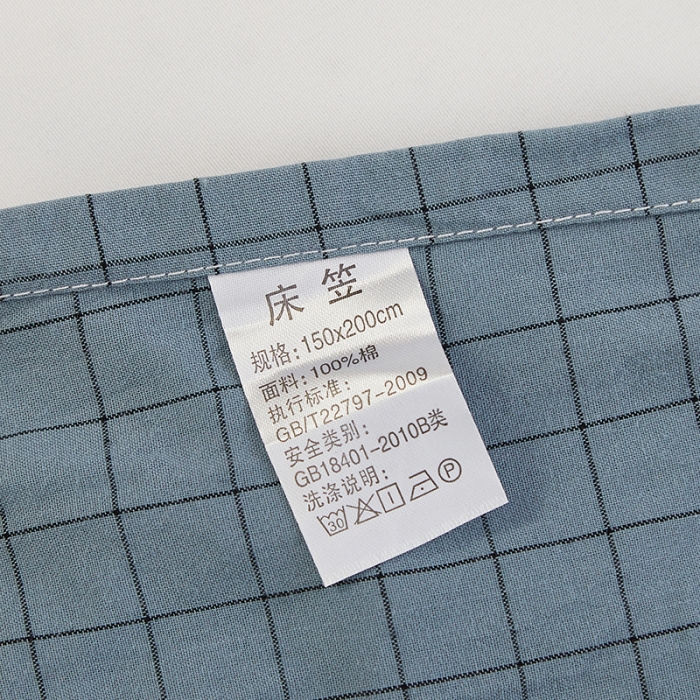 床笠
规格:150x200cm
面料:100%棉
执行标准:
GB/T22797-2009
安全类别:
GB18401-2010B类
洗涤说明:
30 P